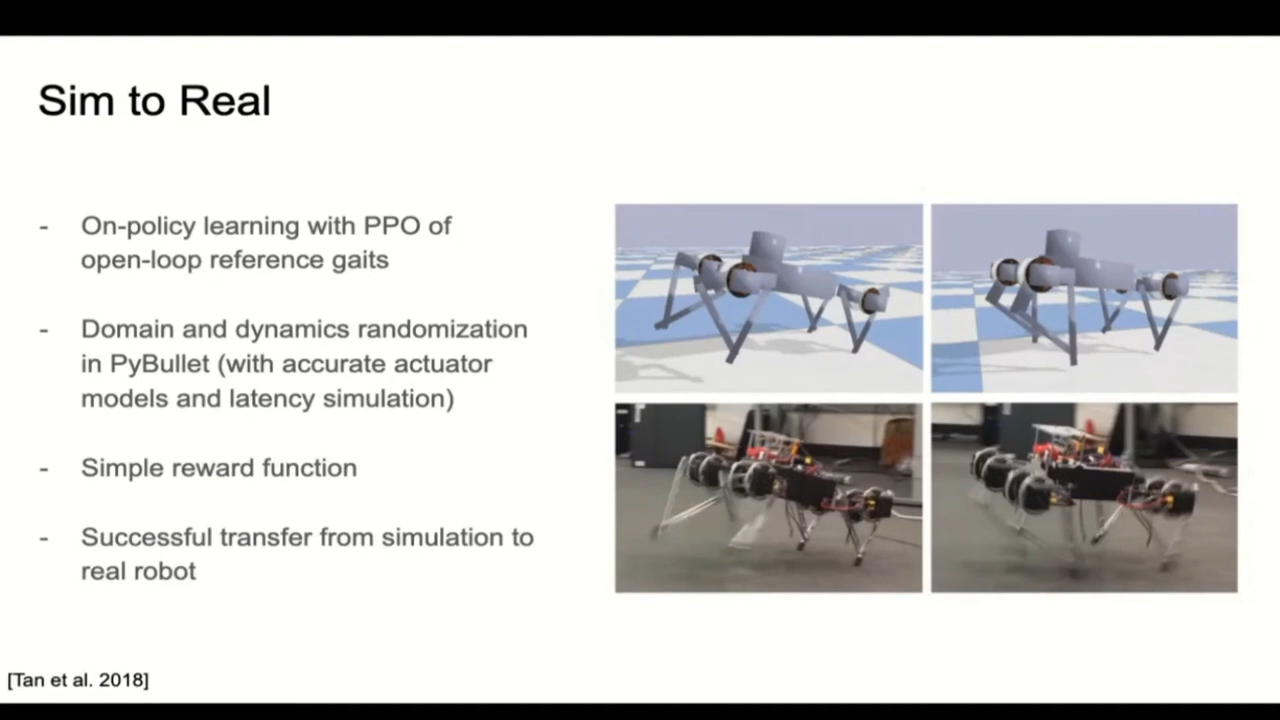 Sim to Real
- On-policy learning with PPO of
open-loop reference gaits
- Domain and dynamics randomization
in PyBullet (with accurate actuator
models and latency simulation)
- Simple reward function
- Successful transfer from simulation to
real robot
[Tan et al. 2018]